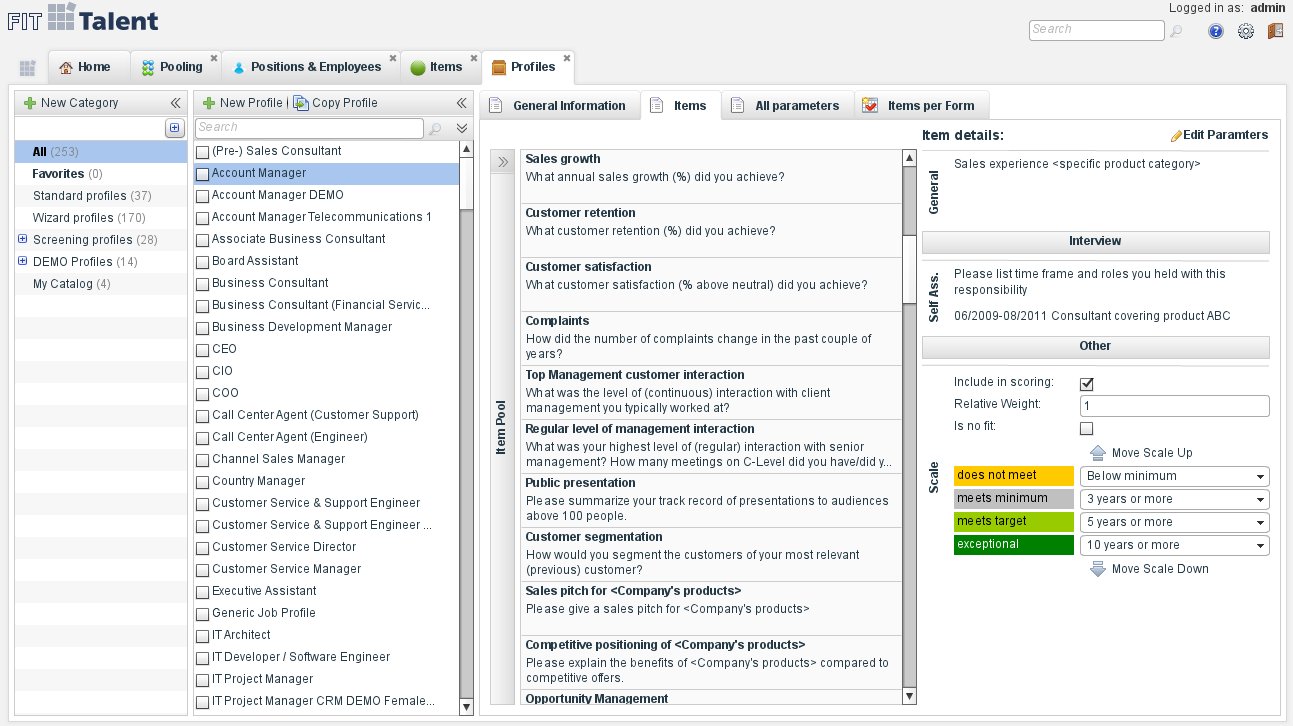 Logged in as: admin
FIT Talent
Search
Home
Pooling
Positions & Employees
Items
Profiles
New Category
All (253)
Favorites (0)
Standard profiles (37)
Wizard profiles (170)
Screening profiles (28)
DEMO Profiles (14)
My Catalog (4)
New Profile
Copy Profile
Search
(Pre-) Sales Consultant
Account Manager
Account Manager DEMO
Account Manager Telecommunications 1
Associate Business Consultant
Board Assistant
Business Consultant
Business Consultant (Financial Servic...
Business Development Manager
CEO
CIO
COO
Call Center Agent (Customer Support)
Call Center Agent (Engineer)
Channel Sales Manager
Country Manager
Customer Service & Support Engineer
Customer Service & Support Engineer ...
Customer Service Director
Customer Service Manager
Executive Assistant
Generic Job Profile
IT Architect
IT Developer / Software Engineer
IT Project Manager
IT Project Manager CRM DEMO Female...
General Information
Items
All parameters
Items per Form
Item Pool
Sales growth
What annual sales growth (%) did you achieve?
Customer retention
What customer retention (%) did you achieve?
Customer satisfaction
What customer satisfaction (% above neutral) did you achieve?
Complaints
How did the number of complaints change in the past couple of
years?
Top Management customer interaction
What was the level of (continuous) interaction with client
management you typically worked at?
Regular level of management interaction
What was your highest level of (regular) interaction with senior
management? How many meetings on C-Level did you have/did y...
Public presentation
Please summarize your track record of presentations to audiences
above 100 people.
Customer segmentation
How would you segment the customers of your most relevant
(previous) customer?
Sales pitch for <Company's products>
Please give a sales pitch for <Company's products>
Competitive positioning of <Company's products>
Please explain the benefits of <Company's products> compared to
competitive offers.
Opportunity Management
Item details:
Edit Paramters
General
Sales experience <specific product category>
Interview
Self Ass.
Please list time frame and roles you held with this
responsibility
06/2009-08/2011 Consultant covering product ABC
Other
Include in scoring:
Relative Weight:
1
Is no fit:
Scale
Move Scale Up
does not meet
Below minimum
meets minimum
3 years or more
meets target
5 years or more
exceptional
10 years or more
Move Scale Down